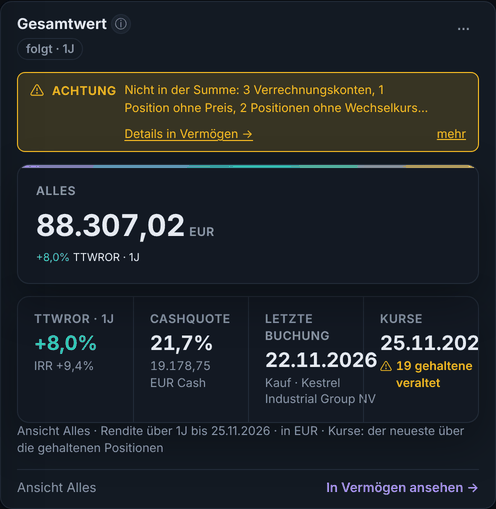 Gesamtwert ⓘ
...
folgt · 1J
ACHTUNG Nicht in der Summe: 3 Verrechnungskonten, 1
Position ohne Preis, 2 Positionen ohne Wechselkurs…
Details in Vermögen → mehr
ALLES
88.307,02 EUR
+8,0% TTWROR · 1J
TTWROR · 1J
+8,0%
IRR +9,4%
CASHQUOTE
21,7%
19.178,75
EUR Cash
LETZTE
BUCHUNG
22.11.2026
Kauf · Kestrel
Industrial Group NV
KURSE
25.11.202
19 gehaltene
veraltet
Ansicht Alles · Rendite über 1J bis 25.11.2026 · in EUR · Kurse: der neueste über
die gehaltenen Positionen
Ansicht Alles
In Vermögen ansehen →